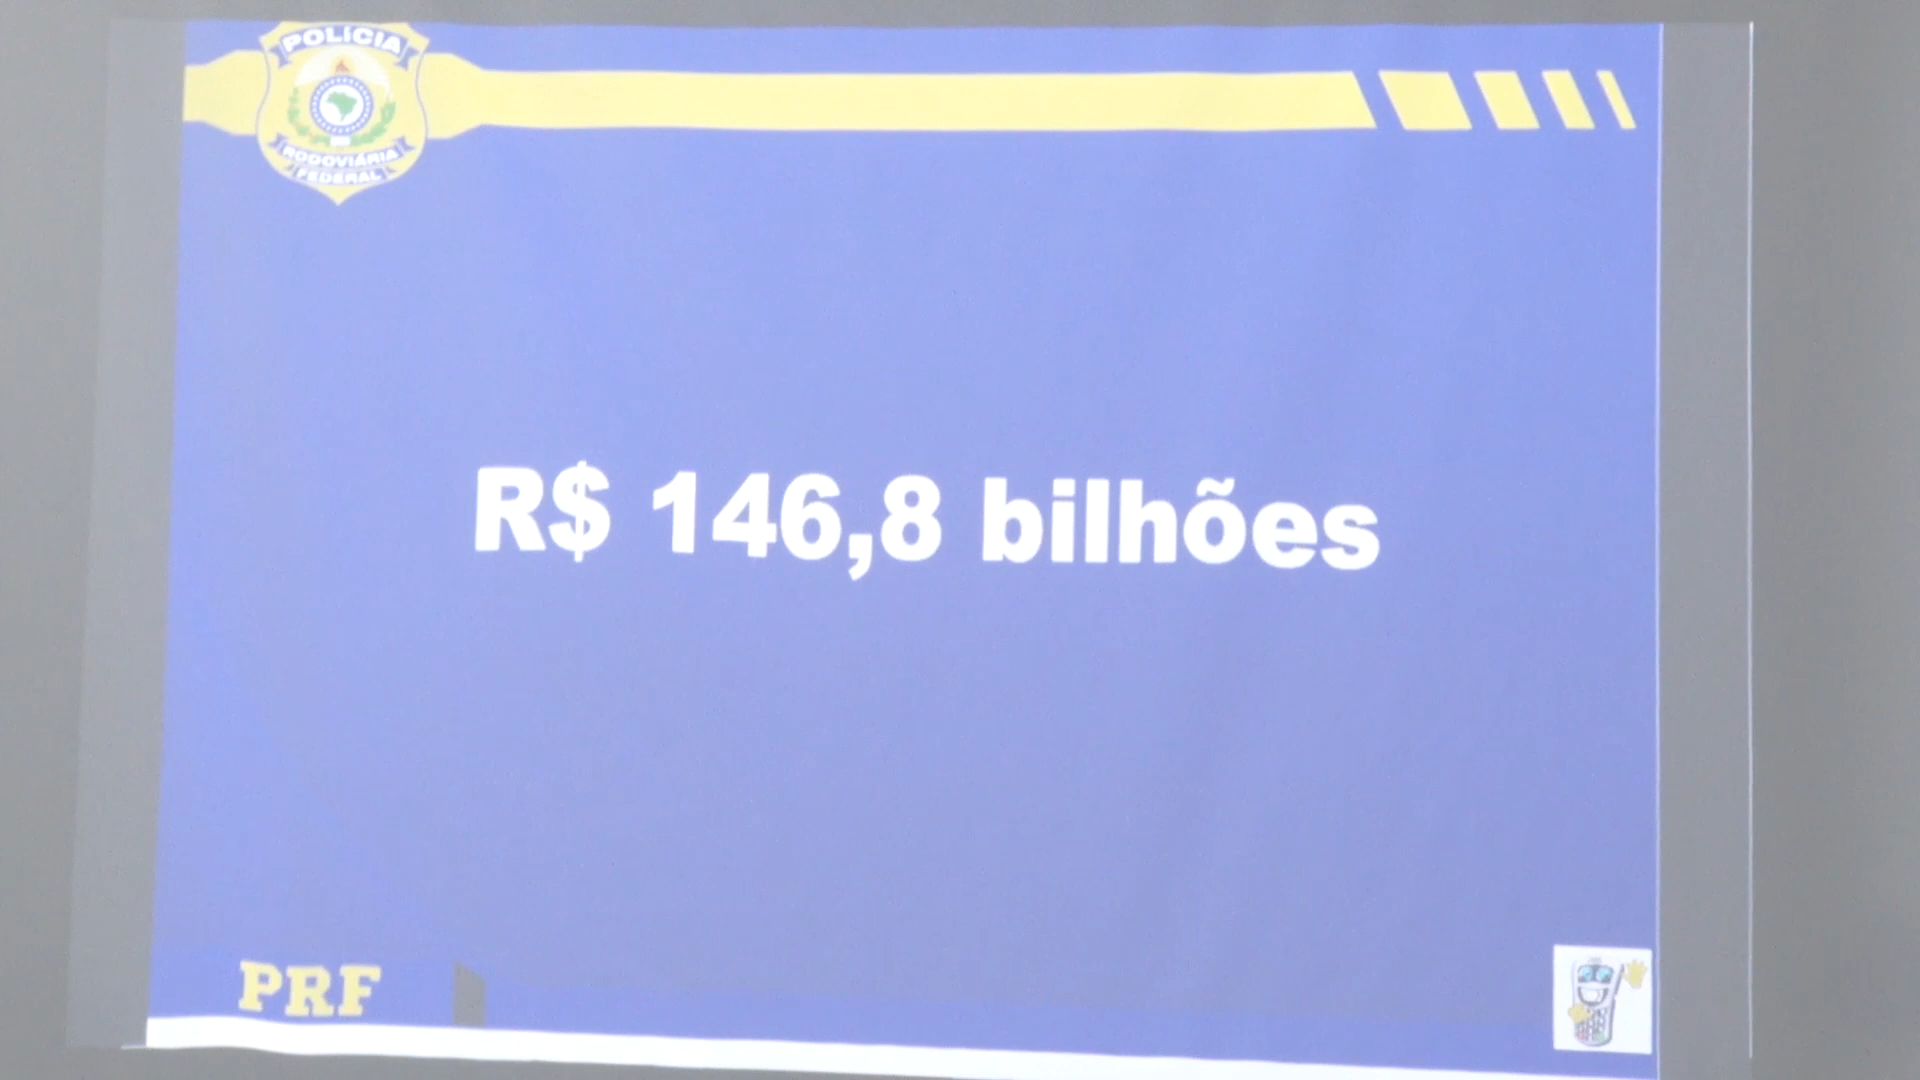 POLÍCIA
RODOVIÁRIA
FEDERAL
R$ 146,8 bilhões
PRF